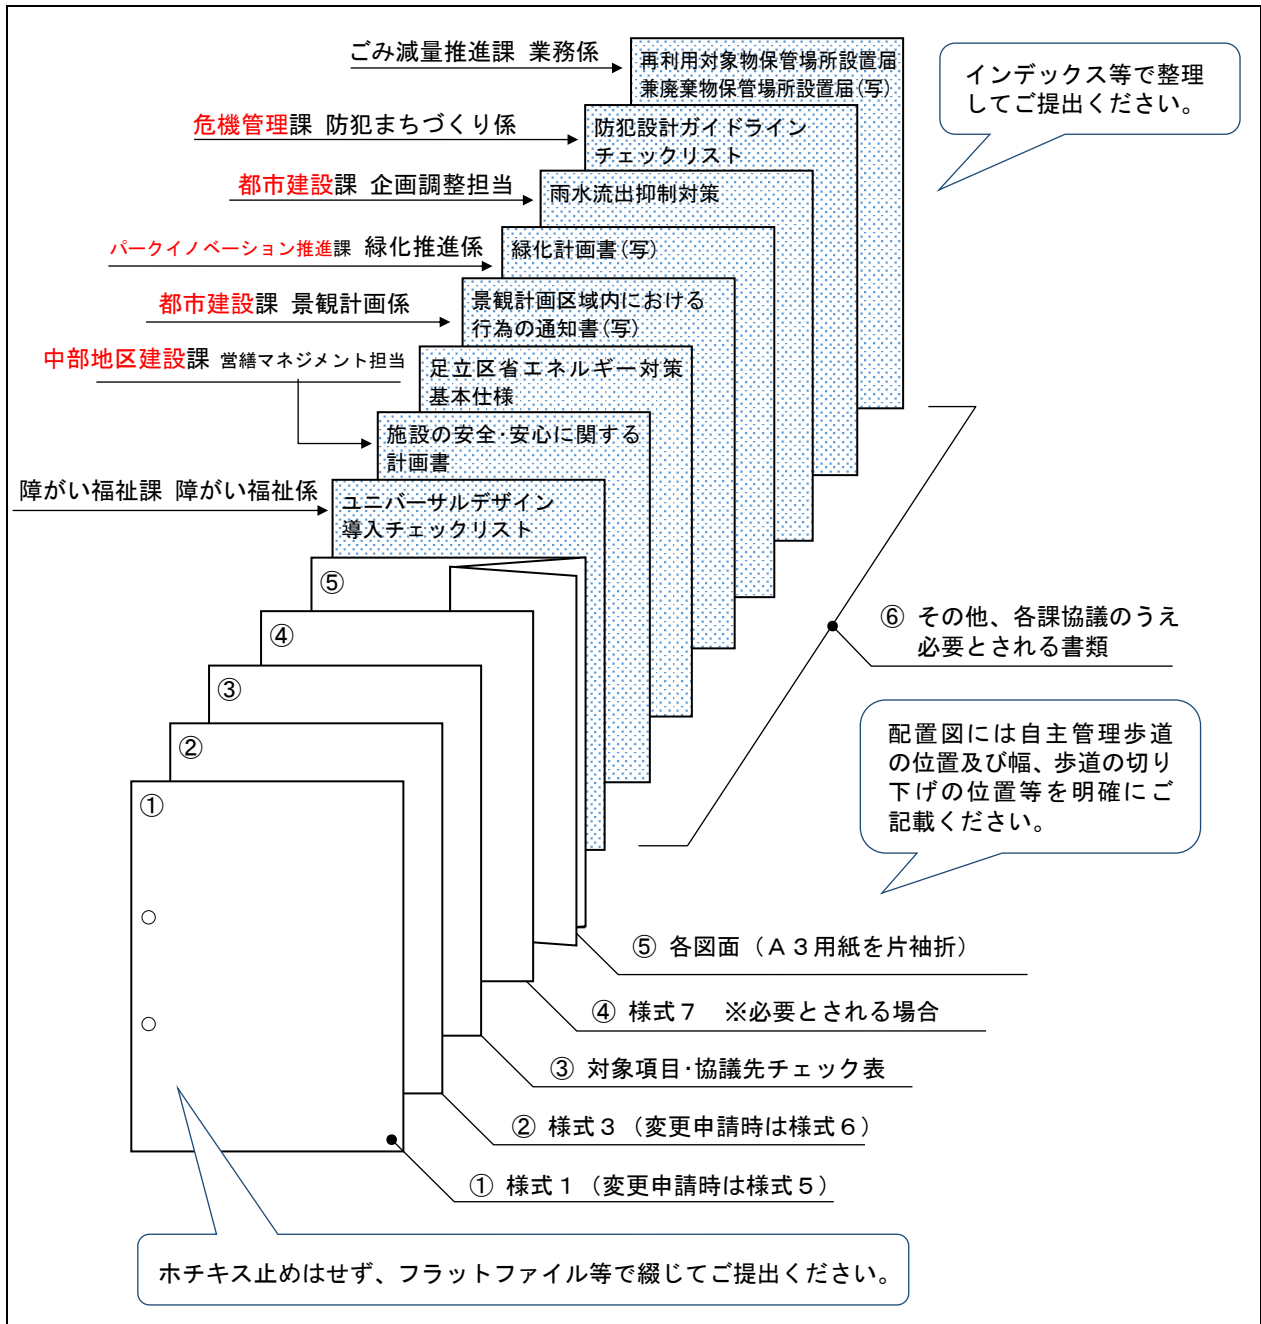 ごみ減量推進課 業務係
再利用対象物保管場所設置届
兼廃棄物保管場所設置届(写)
インデックス等で整理
してご提出ください。
危機管理課 防犯まちづくり係
防犯設計ガイドライン
チェックリスト
都市建設課 企画調整担当
雨水流出抑制対策
パークイノベーション推進課 緑化推進係
緑化計画書(写)
都市建設課 景観計画係
景観計画区域内における
行為の通知書(写)
中部地区建設課 営繕マネジメント担当
足立区省エネルギー対策
基本仕様
施設の安全・安心に関する
計画書
障がい福祉課 障がい福祉係
ユニバーサルデザイン
導入チェックリスト
⑤
④
③
②
①
⑥ その他、各課協議のうえ
必要とされる書類
配置図には自主管理歩道
の位置及び幅、歩道の切り
下げの位置等を明確にご
記載ください。
⑤ 各図面（A3用紙を片袖折）
④ 様式7 ※必要とされる場合
③ 対象項目・協議先チェック表
② 様式3（変更申請時は様式6）
① 様式1（変更申請時は様式5）
ホチキス止めはせず、フラットファイル等で綴じてご提出ください。